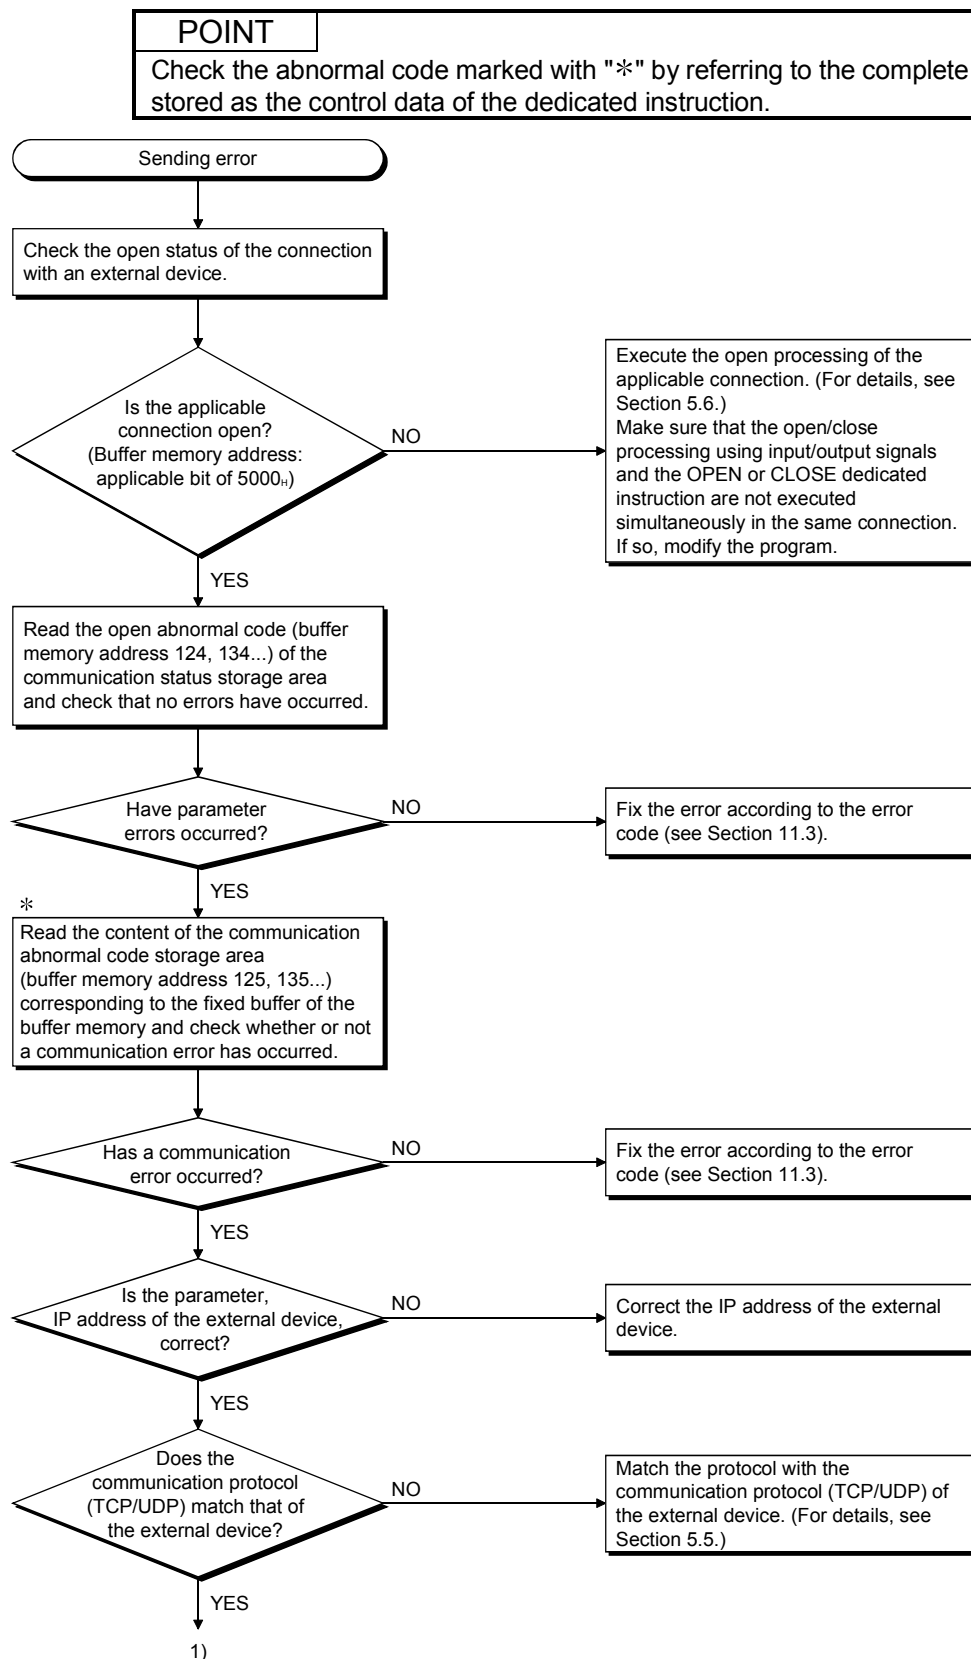 POINT
Check the abnormal code marked with "*" by referring to the complete
stored as the control data of the dedicated instruction.
Sending error
Check the open status of the connection
with an external device.
Is the applicable
connection open?
(Buffer memory address:
applicable bit of 5000H)
NO
Execute the open processing of the
applicable connection. (For details, see
Section 5.6.)
Make sure that the open/close
processing using input/output signals
and the OPEN or CLOSE dedicated
instruction are not executed
simultaneously in the same connection.
If so, modify the program.
YES
Read the open abnormal code (buffer
memory address 124, 134...) of the
communication status storage area
and check that no errors have occurred.
Have parameter
errors occurred?
NO
Fix the error according to the error
code (see Section 11.3).
YES
*
Read the content of the communication
abnormal code storage area
(buffer memory address 125, 135...)
corresponding to the fixed buffer of the
buffer memory and check whether or not
a communication error has occurred.
Has a communication
error occurred?
NO
Fix the error according to the error
code (see Section 11.3).
YES
Is the parameter,
IP address of the external device,
correct?
NO
Correct the IP address of the external
device.
YES
Does the
communication protocol
(TCP/UDP) match that of
the external device?
NO
Match the protocol with the
communication protocol (TCP/UDP) of
the external device. (For details, see
Section 5.5.)
YES
1)